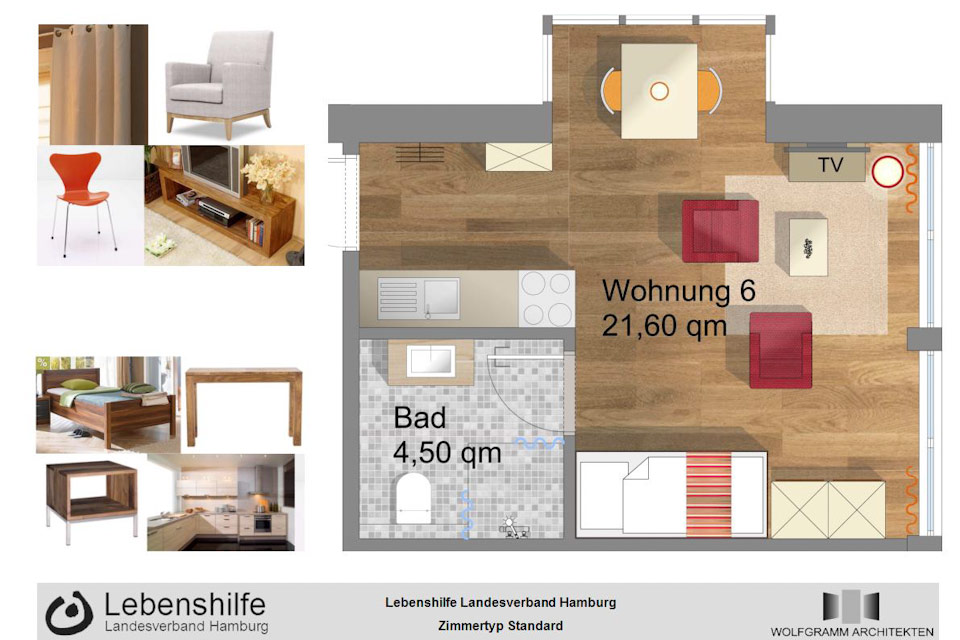 TV
Wohnung 6
21,60 qm
Bad
4,50 qm
%
Lebenshilfe
Landesverband Hamburg
Lebenshilfe Landesverband Hamburg
Zimmertyp Standard
WOLFGRAMM ARCHITEKTEN